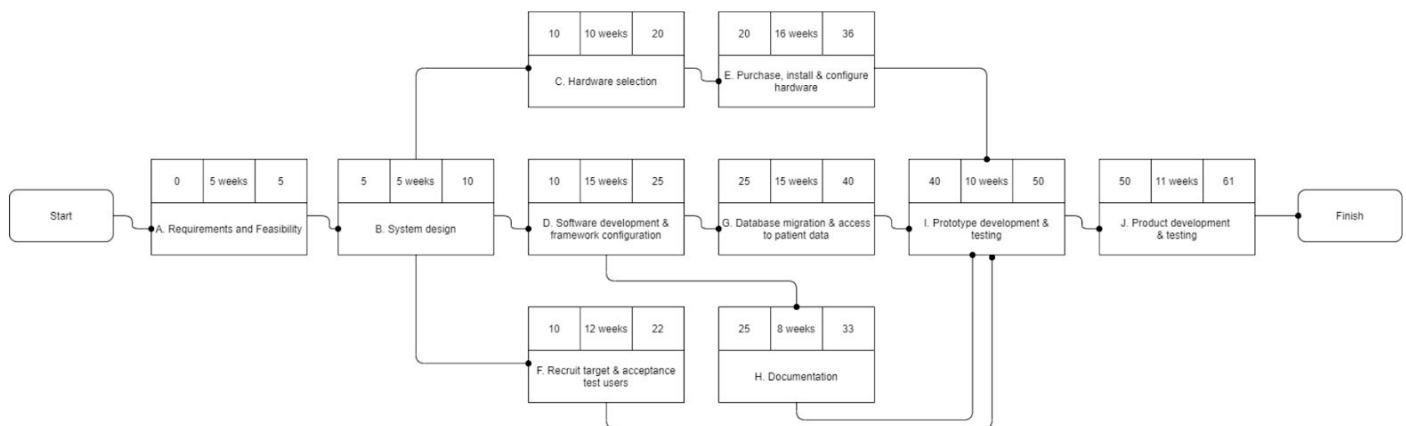 10 10 weeks 20
C. Hardware selection
20 16 weeks 36
E. Purchase, install & configure
hardware
Start
0 5 weeks 5
A. Requirements and Feasibility
5 5 weeks 10
B. System design
10 15 weeks 25
D. Software development &
framework configuration
25 15 weeks 40
G. Database migration & access
to patient data
40 10 weeks 50
I. Prototype development &
testing
50 11 weeks 61
J. Product development
& testing
Finish
10 12 weeks 22
F. Recruit target & acceptance
test users
25 8 weeks 33
H. Documentation